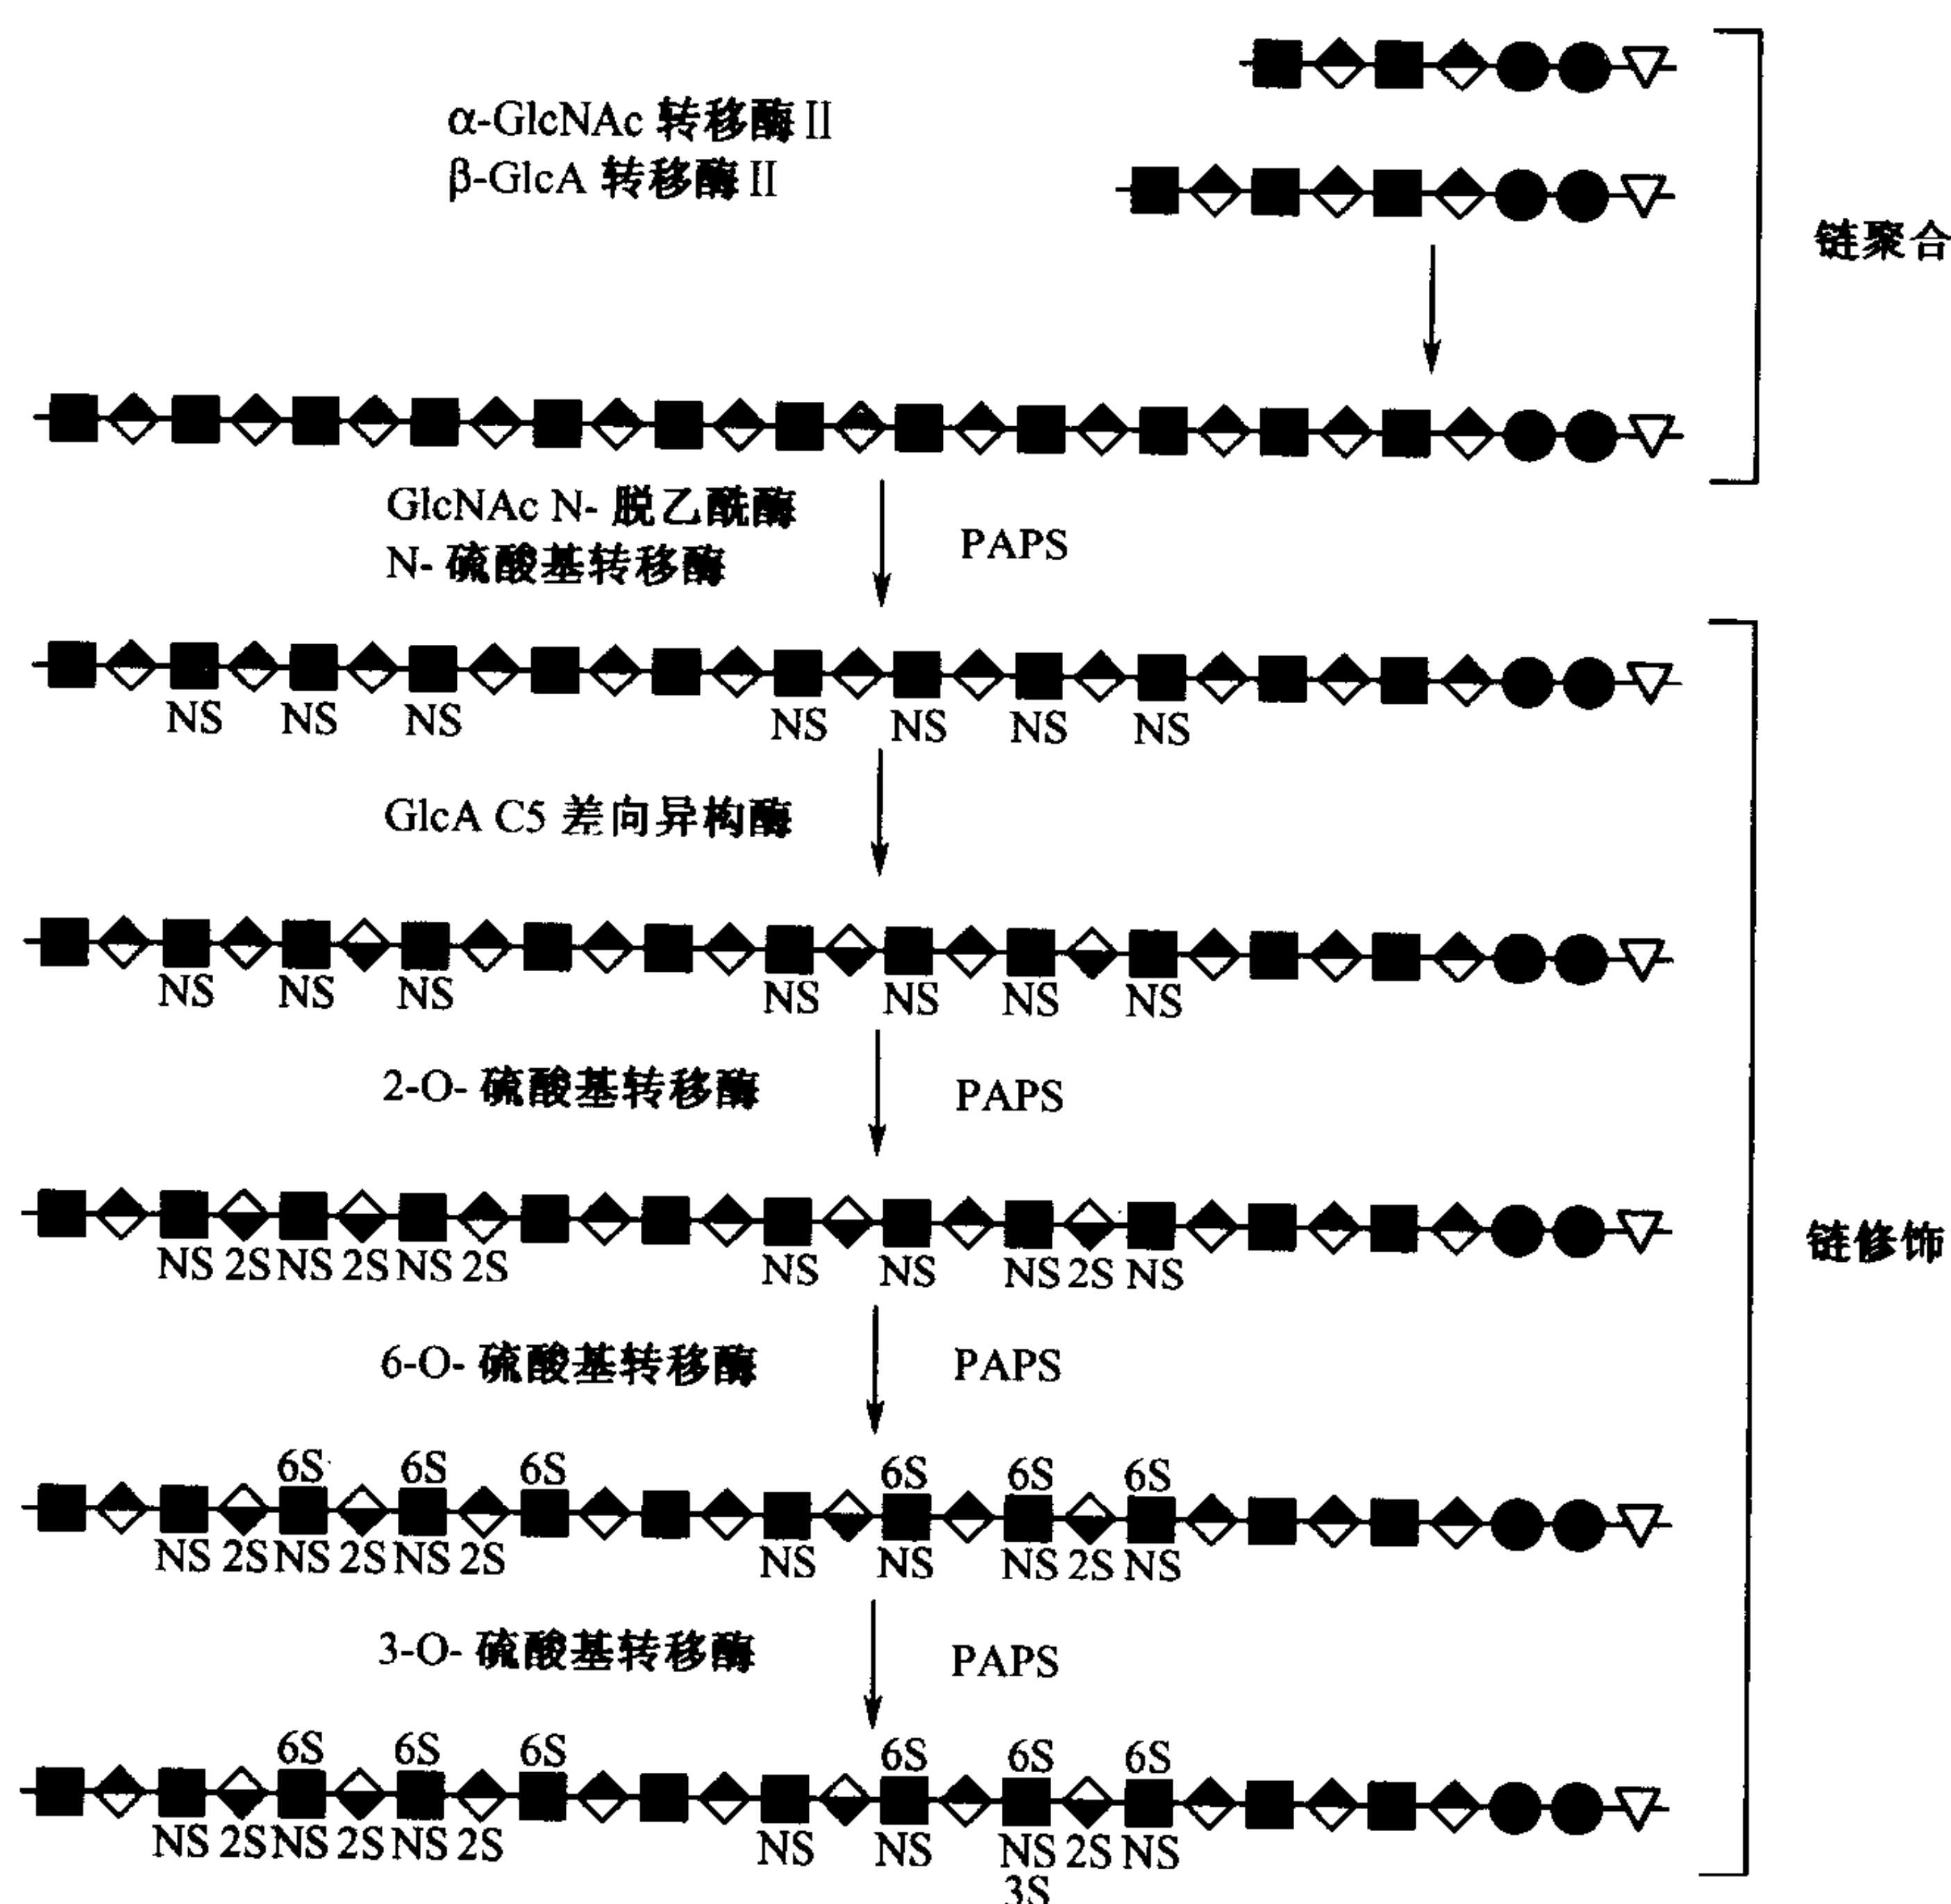 α-GlcNAc 转移酶 II
β-GlcA 转移酶 II
链聚合
GlcNAc N- 脱乙酰酶
N- 硫酸基转移酶
PAPS
NS NS NS NS NS NS NS
GlcA C5 差向异构酶
NS NS NS NS NS NS NS
2-O- 硫酸基转移酶 PAPS
NS 2S NS 2S NS 2S NS NS NS 2S NS
链修饰
6-O- 硫酸基转移酶 PAPS
6S 6S 6S 6S 6S 6S
NS 2S NS 2S NS 2S NS NS NS 2S NS
3-O- 硫酸基转移酶 PAPS
6S 6S 6S 6S 6S 6S
NS 2S NS 2S NS 2S NS NS NS 2S NS
3S